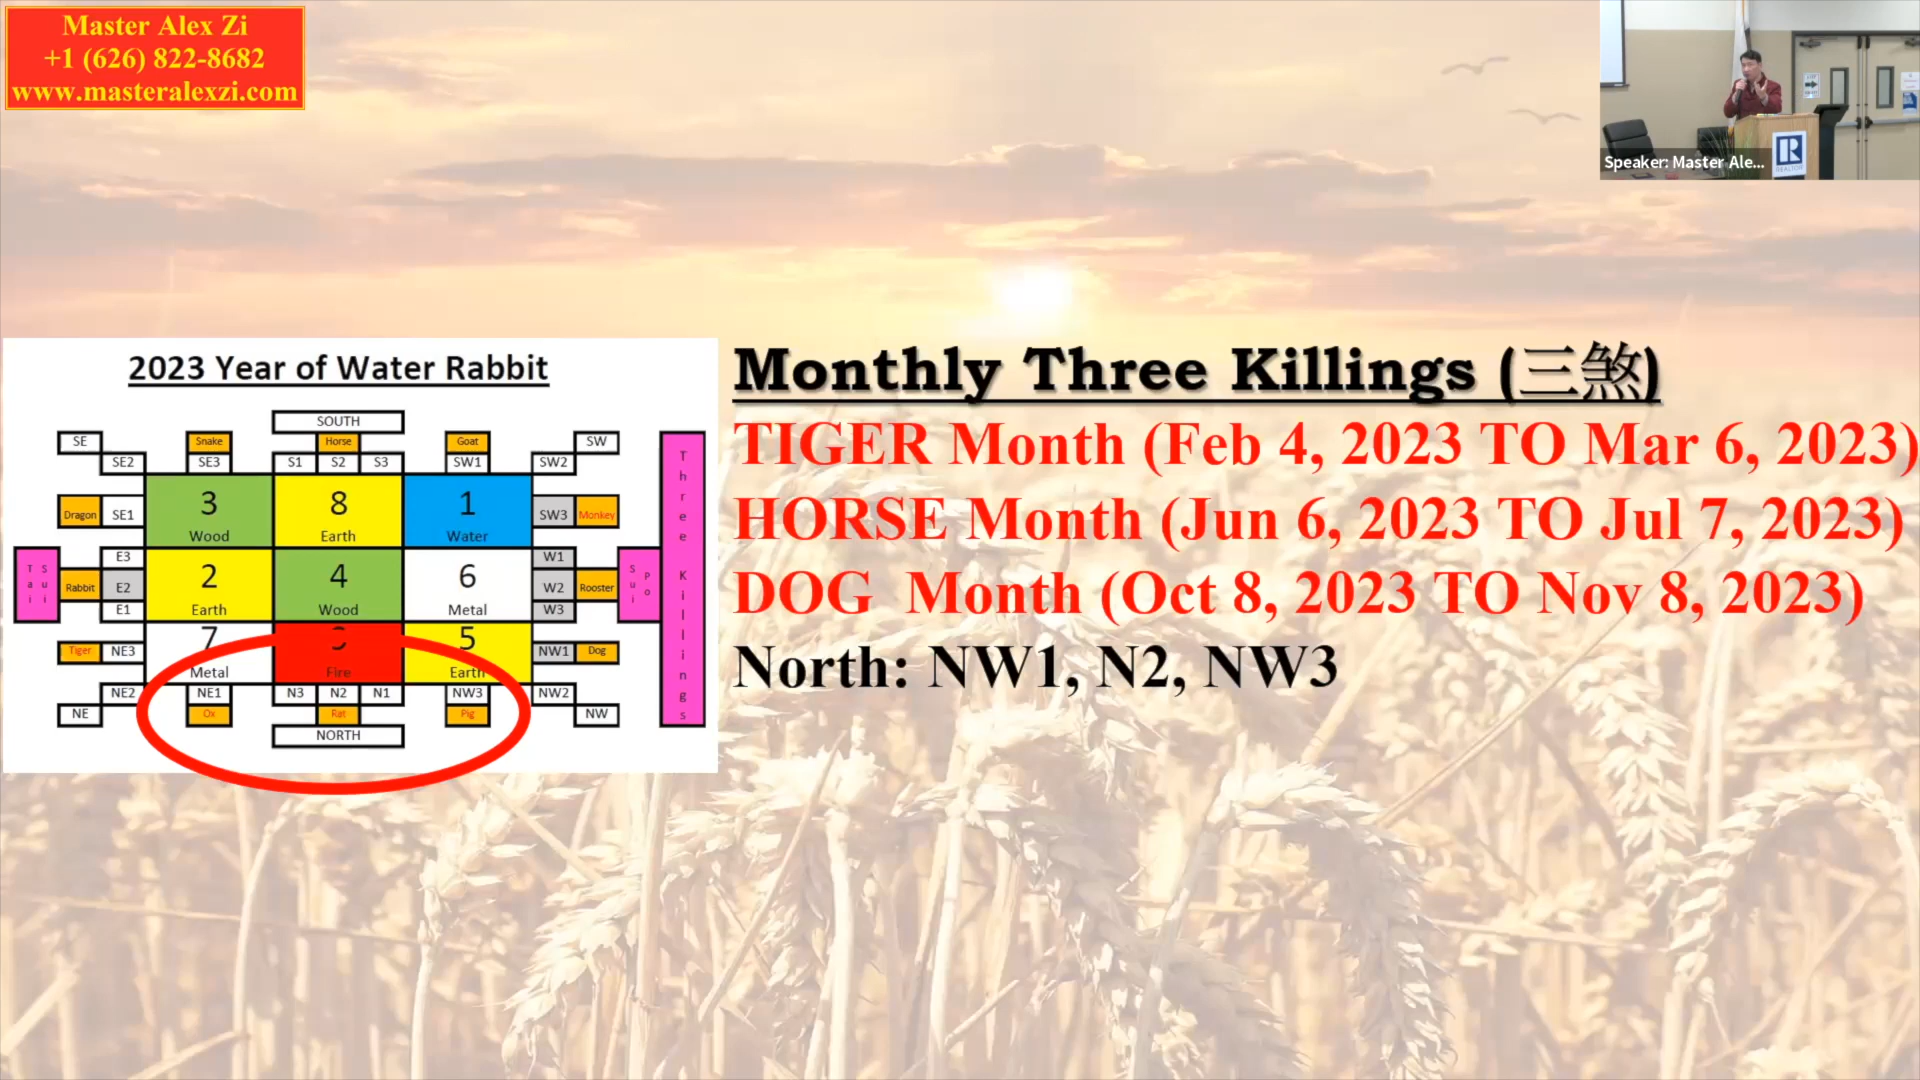 Master Alex Zi
+1 (626) 822-8682
www.masteralexzi.com
Speaker: Master Ale...
R
REALTOR
2023 Year of Water Rabbit
SOUTH
SE
Snake
Horse
Goat
SW
SE2
SE3
S1
S2
S3
SW1
SW2
3
Wood
8
Earth
1
Water
Dragon
SE1
SW3
Monkey
E3
W1
Tai Sui
Rabbit
E2
2
Earth
4
Wood
6
Metal
W2
Rooster
Sui Po
E1
W3
Three Killings
Tiger
NE3
7
Metal
Fire
5
Earth
NW1
Dog
NE2
NE1
N3
N2
N1
NW3
NW2
NE
Ox
Rat
Pig
NW
NORTH
Monthly Three Killings (三煞)
TIGER Month (Feb 4, 2023 TO Mar 6, 2023)
HORSE Month (Jun 6, 2023 TO Jul 7, 2023)
DOG Month (Oct 8, 2023 TO Nov 8, 2023)
North: NW1, N2, NW3